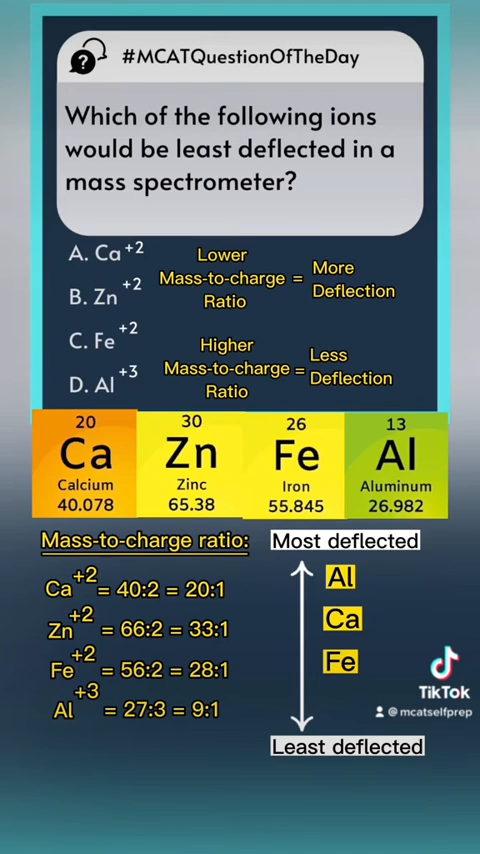 #MCATQuestionOfTheDay
Which of the following ions
would be least deflected in a
mass spectrometer?
A. Ca+2
B. Zn+2
C. Fe+2
D. Al+3
Lower
Mass-to-charge
Ratio
=
More
Deflection
Higher
Mass-to-charge
Ratio
=
Less
Deflection
20
Ca
Calcium
40.078
30
Zn
Zinc
65.38
26
Fe
Iron
55.845
13
Al
Aluminum
26.982
Mass-to-charge ratio:
Ca+2 = 40:2 = 20:1
Zn+2 = 66:2 = 33:1
Fe+2 = 56:2 = 28:1
Al+3 = 27:3 = 9:1
Most deflected
Al
Ca
Fe
Least deflected
TikTok
@mcatselfprep